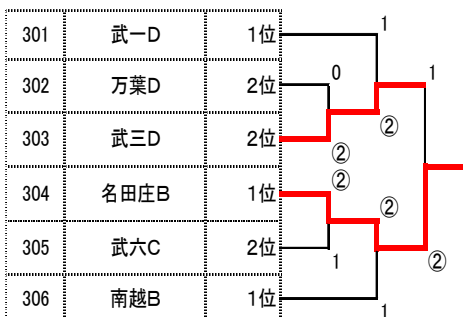 301 武一D 1位 1
302 万葉D 2位 0 1
303 武三D 2位 ② ②
304 名田庄B 1位 ② ②
305 武六C 2位 1 ②
306 南越B 1位 1